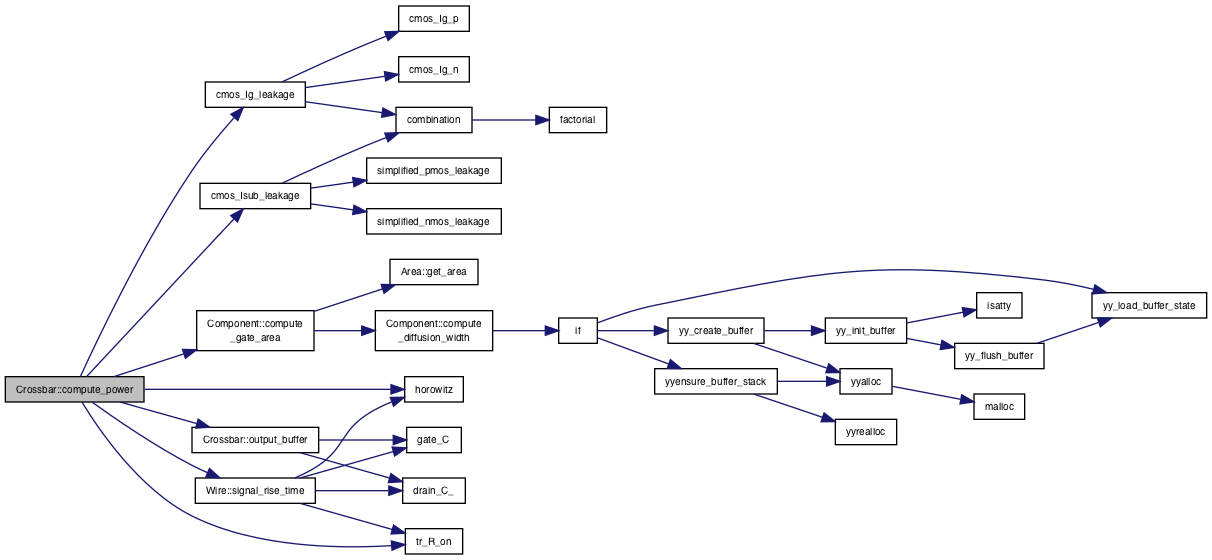 cmos_Ig_p
cmos_Ig_n
cmos_Ig_leakage
combination
factorial
simplified_pmos_leakage
cmos_Isub_leakage
simplified_nmos_leakage
Area::get_area
isatty
yy_load_buffer_state
Component::compute
_gate_area
Component::compute
_diffusion_width
if
yy_create_buffer
yy_init_buffer
yy_flush_buffer
Crossbar::compute_power
horowitz
yyensure_buffer_stack
yyalloc
malloc
Crossbar::output_buffer
gate_C
yyrealloc
Wire::signal_rise_time
drain_C_
tr_R_on